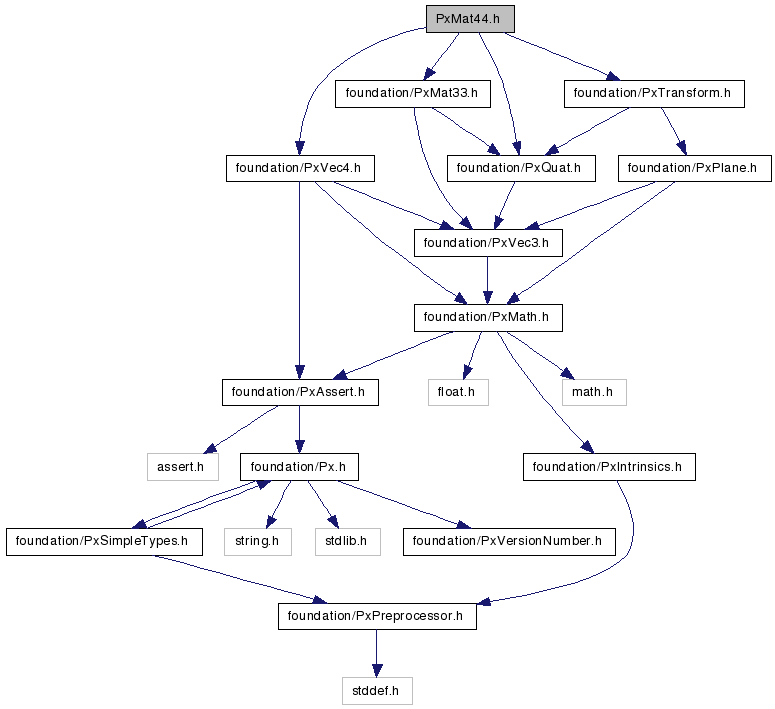 PxMat44.h
foundation/PxMat33.h
foundation/PxTransform.h
foundation/PxVec4.h
foundation/PxQuat.h
foundation/PxPlane.h
foundation/PxVec3.h
foundation/PxMath.h
foundation/PxAssert.h
float.h
math.h
assert.h
foundation/Px.h
foundation/PxIntrinsics.h
foundation/PxSimpleTypes.h
string.h
stdlib.h
foundation/PxVersionNumber.h
foundation/PxPreprocessor.h
stddef.h